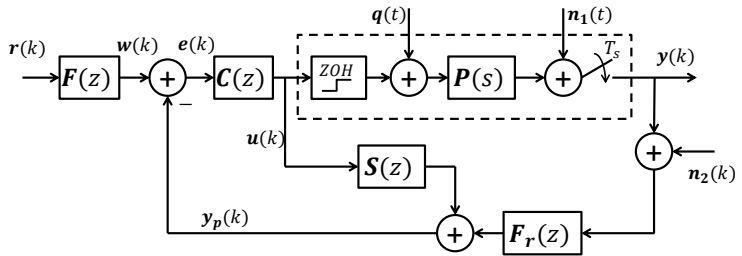 q(t)
n₁(t)
r(k)
w(k)
e(k)
ZOH
Tₛ
y(k)
F(z)
+
C(z)
+
P(s)
+
−
u(k)
S(z)
+
n₂(k)
yₚ(k)
+
Fᵣ(z)